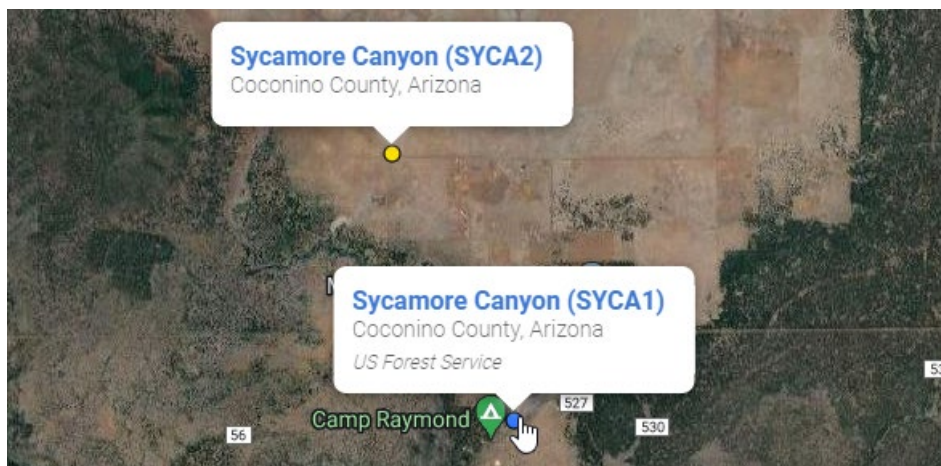 Sycamore Canyon (SYCA2)
Coconino County, Arizona
Sycamore Canyon (SYCA1)
Coconino County, Arizona
US Forest Service
Camp Raymond
527
530
56